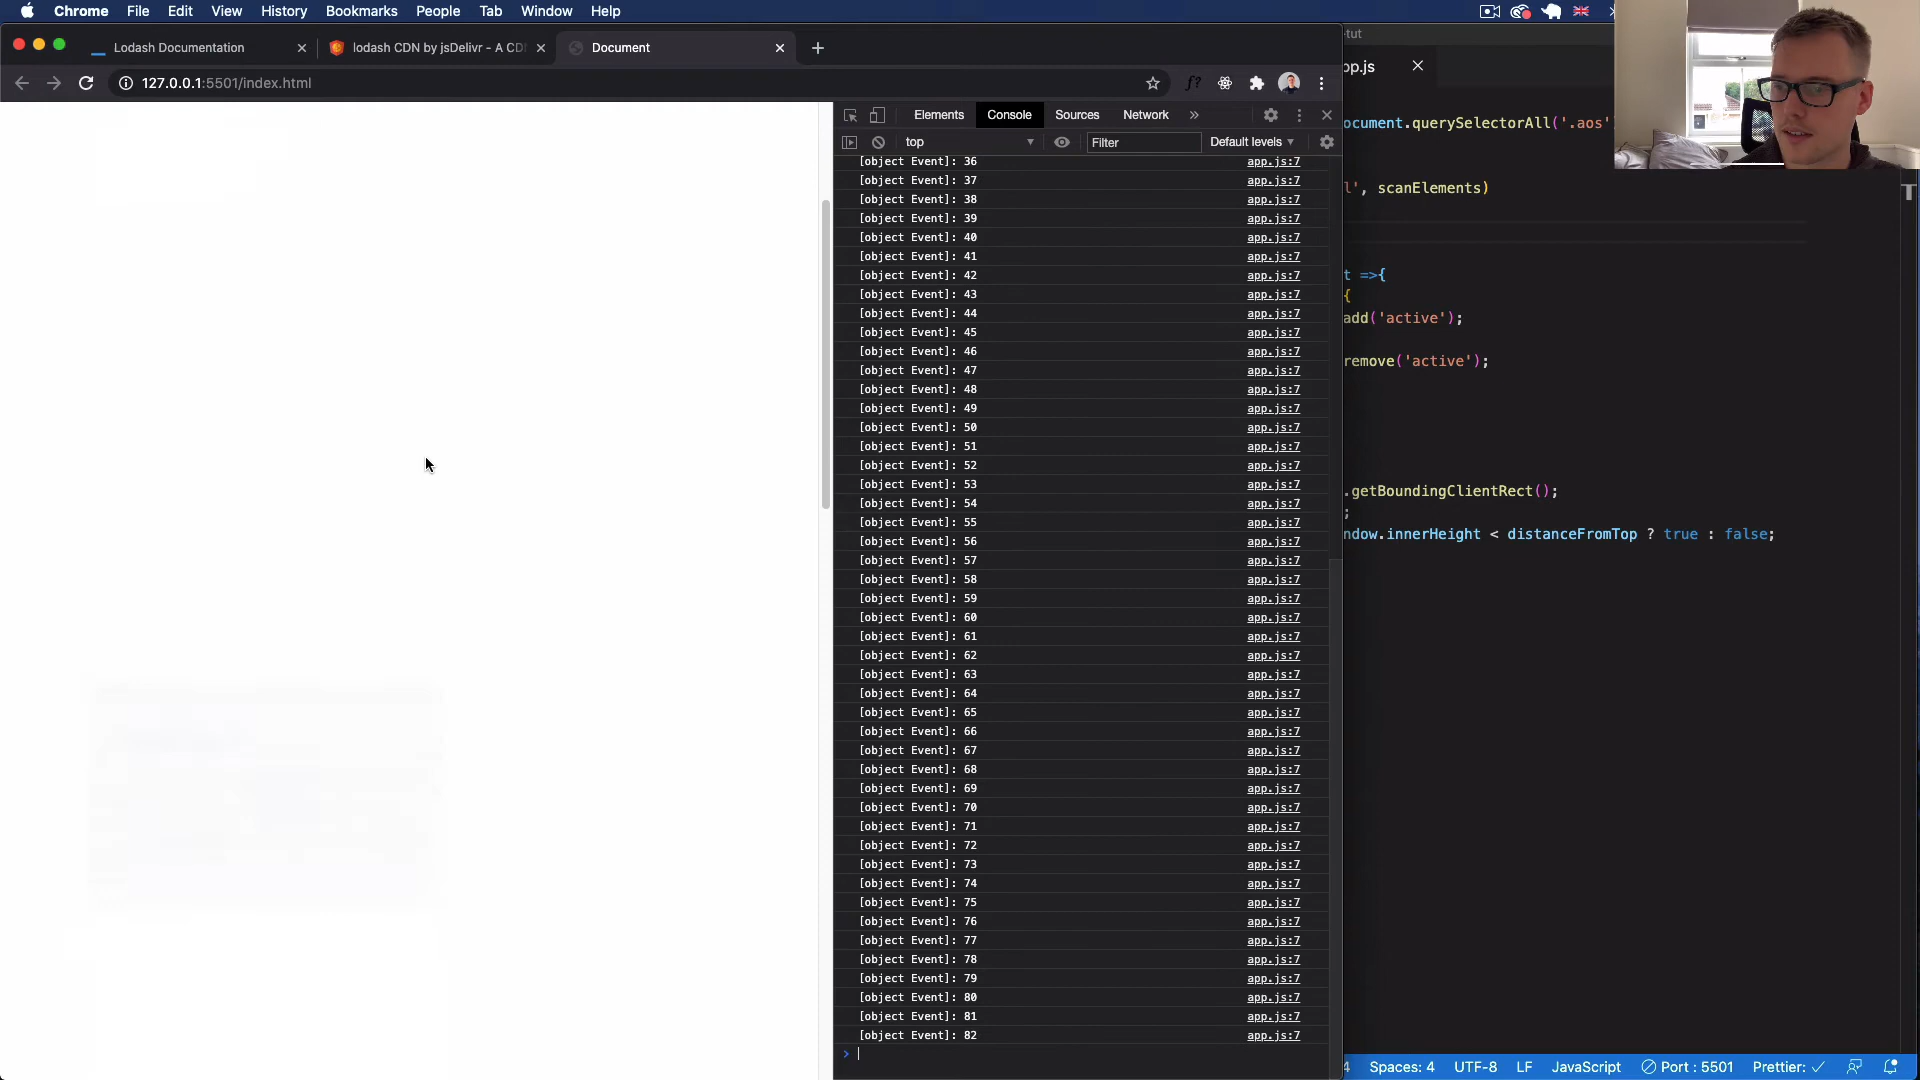 Chrome File Edit View History Bookmarks People Tab Window Help
Lodash Documentation
lodash CDN by jsDelivr - A CD
Document
127.0.0.1:5501/index.html
Elements Console Sources Network
top
Filter
Default levels
[object Event]: 36 app.js:7
[object Event]: 37 app.js:7
[object Event]: 38 app.js:7
[object Event]: 39 app.js:7
[object Event]: 40 app.js:7
[object Event]: 41 app.js:7
[object Event]: 42 app.js:7
[object Event]: 43 app.js:7
[object Event]: 44 app.js:7
[object Event]: 45 app.js:7
[object Event]: 46 app.js:7
[object Event]: 47 app.js:7
[object Event]: 48 app.js:7
[object Event]: 49 app.js:7
[object Event]: 50 app.js:7
[object Event]: 51 app.js:7
[object Event]: 52 app.js:7
[object Event]: 53 app.js:7
[object Event]: 54 app.js:7
[object Event]: 55 app.js:7
[object Event]: 56 app.js:7
[object Event]: 57 app.js:7
[object Event]: 58 app.js:7
[object Event]: 59 app.js:7
[object Event]: 60 app.js:7
[object Event]: 61 app.js:7
[object Event]: 62 app.js:7
[object Event]: 63 app.js:7
[object Event]: 64 app.js:7
[object Event]: 65 app.js:7
[object Event]: 66 app.js:7
[object Event]: 67 app.js:7
[object Event]: 68 app.js:7
[object Event]: 69 app.js:7
[object Event]: 70 app.js:7
[object Event]: 71 app.js:7
[object Event]: 72 app.js:7
[object Event]: 73 app.js:7
[object Event]: 74 app.js:7
[object Event]: 75 app.js:7
[object Event]: 76 app.js:7
[object Event]: 77 app.js:7
[object Event]: 78 app.js:7
[object Event]: 79 app.js:7
[object Event]: 80 app.js:7
[object Event]: 81 app.js:7
[object Event]: 82 app.js:7
>
-tut
pp.js
ocument.querySelectorAll('.aos'
l', scanElements)
t =>{
{
add('active');
remove('active');
.getBoundingClientRect();
;
ndow.innerHeight < distanceFromTop ? true : false;
4 Spaces: 4 UTF-8 LF JavaScript Port : 5501 Prettier: ✓